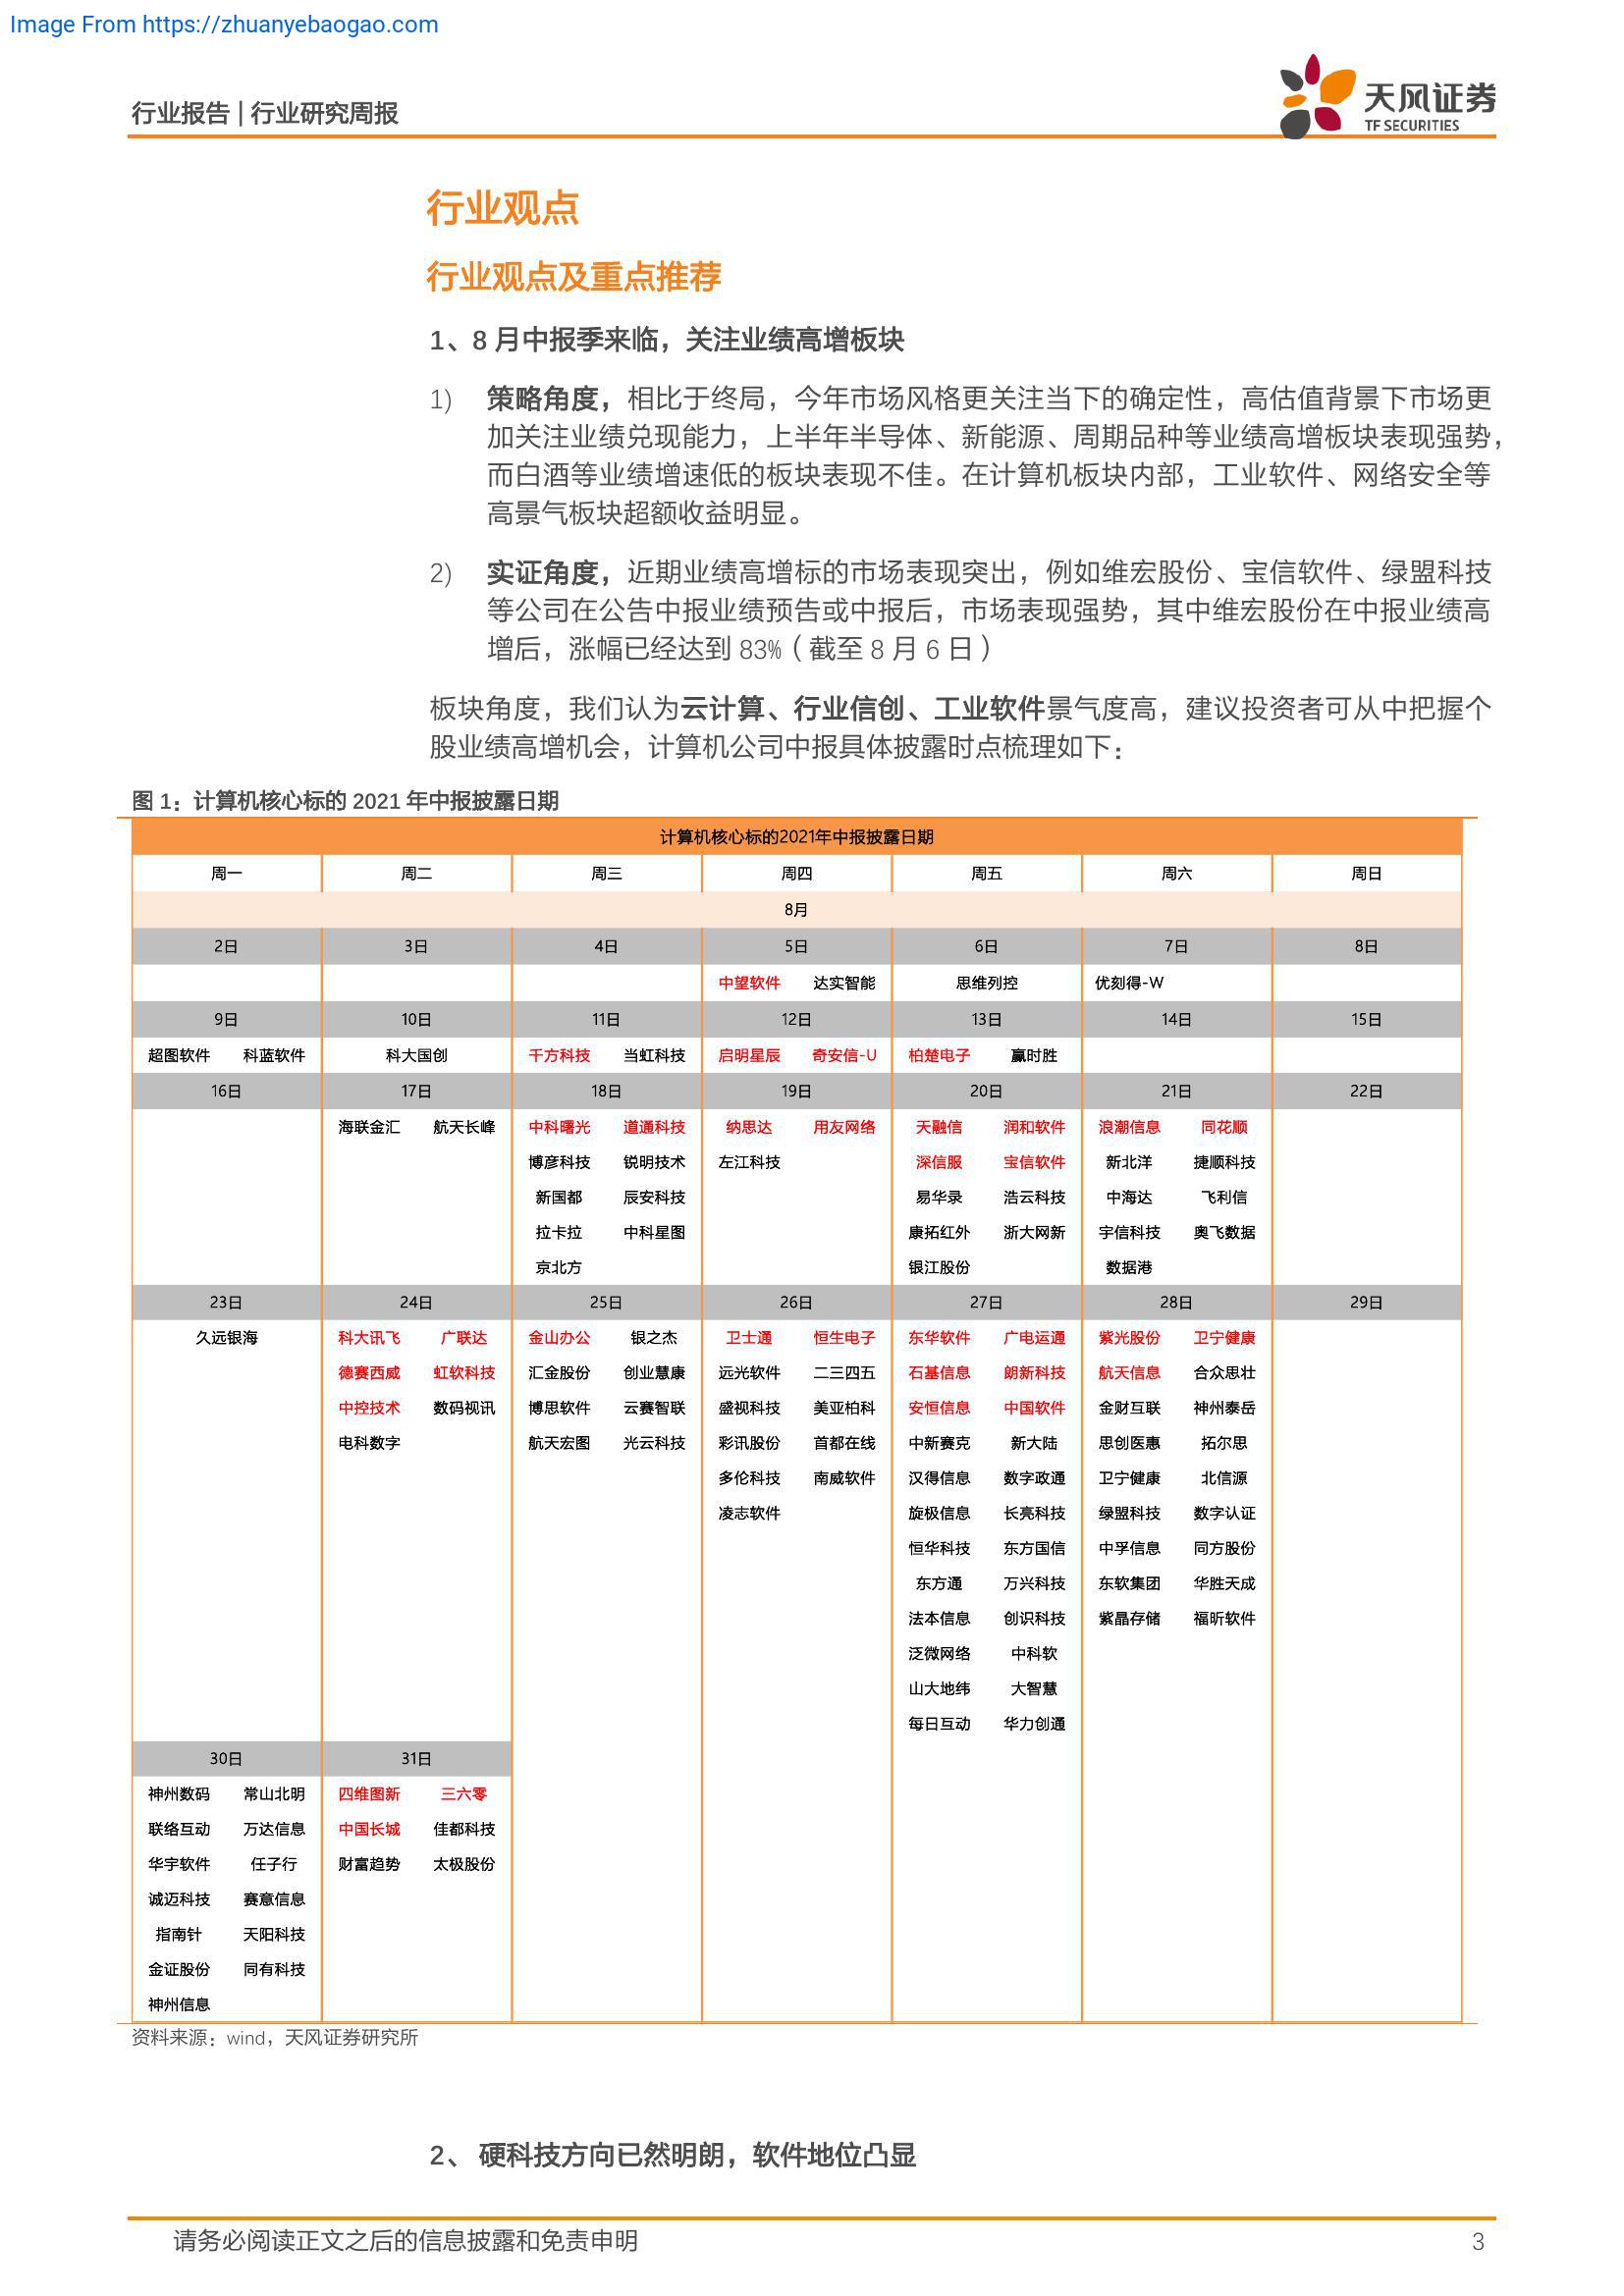 Image From https://zhuanyebaogao.com
行业报告 | 行业研究周报
天风证券
TF SECURITIES
行业观点
行业观点及重点推荐
1、8 月中报季来临，关注业绩高增板块
1) 策略角度，相比于终局，今年市场风格更关注当下的确定性，高估值背景下市场更
加关注业绩兑现能力，上半年半导体、新能源、周期品种等业绩高增板块表现强势，
而白酒等业绩增速低的板块表现不佳。在计算机板块内部，工业软件、网络安全等
高景气板块超额收益明显。
2) 实证角度，近期业绩高增标的市场表现突出，例如维宏股份、宝信软件、绿盟科技
等公司在公告中报业绩预告或中报后，市场表现强势，其中维宏股份在中报业绩高
增后，涨幅已经达到 83%（截至 8 月 6 日）
板块角度，我们认为云计算、行业信创、工业软件景气度高，建议投资者可从中把握个
股业绩高增机会，计算机公司中报具体披露时点梳理如下：
图 1：计算机核心标的 2021 年中报披露日期
计算机核心标的2021年中报披露日期
周一 周二 周三 周四 周五 周六 周日
8月
2日 3日 4日 5日 6日 7日 8日
中望软件 达实智能 思维列控 优刻得-W
9日 10日 11日 12日 13日 14日 15日
超图软件 科蓝软件 科大国创 千方科技 当虹科技 启明星辰 奇安信-U 柏楚电子 赢时胜
16日 17日 18日 19日 20日 21日 22日
海联金汇 航天长峰 中科曙光 道通科技 纳思达 用友网络 天融信 润和软件 浪潮信息 同花顺
博彦科技 锐明技术 左江科技 深信服 宝信软件 新北洋 捷顺科技
新国都 辰安科技 易华录 浩云科技 中海达 飞利信
拉卡拉 中科星图 康拓红外 浙大网新 宇信科技 奥飞数据
京北方 银江股份 数据港
23日 24日 25日 26日 27日 28日 29日
久远银海 科大讯飞 广联达 金山办公 银之杰 卫士通 恒生电子 东华软件 广电运通 紫光股份 卫宁健康
德赛西威 虹软科技 汇金股份 创业慧康 远光软件 二三四五 石基信息 朗新科技 航天信息 合众思壮
中控技术 数码视讯 博思软件 云赛智联 盛视科技 美亚柏科 安恒信息 中国软件 金财互联 神州泰岳
电科数字 航天宏图 光云科技 彩讯股份 首都在线 中新赛克 新大陆 思创医惠 拓尔思
多伦科技 南威软件 汉得信息 数字政通 卫宁健康 北信源
凌志软件 旋极信息 长亮科技 绿盟科技 数字认证
恒华科技 东方国信 中孚信息 同方股份
东方通 万兴科技 东软集团 华胜天成
法本信息 创识科技 紫晶存储 福昕软件
泛微网络 中科软
山大地纬 大智慧
每日互动 华力创通
30日 31日
神州数码 常山北明 四维图新 三六零
联络互动 万达信息 中国长城 佳都科技
华宇软件 任子行 财富趋势 太极股份
诚迈科技 赛意信息
指南针 天阳科技
金证股份 同有科技
神州信息
资料来源：wind，天风证券研究所
2、 硬科技方向已然明朗，软件地位凸显
请务必阅读正文之后的信息披露和免责申明 3